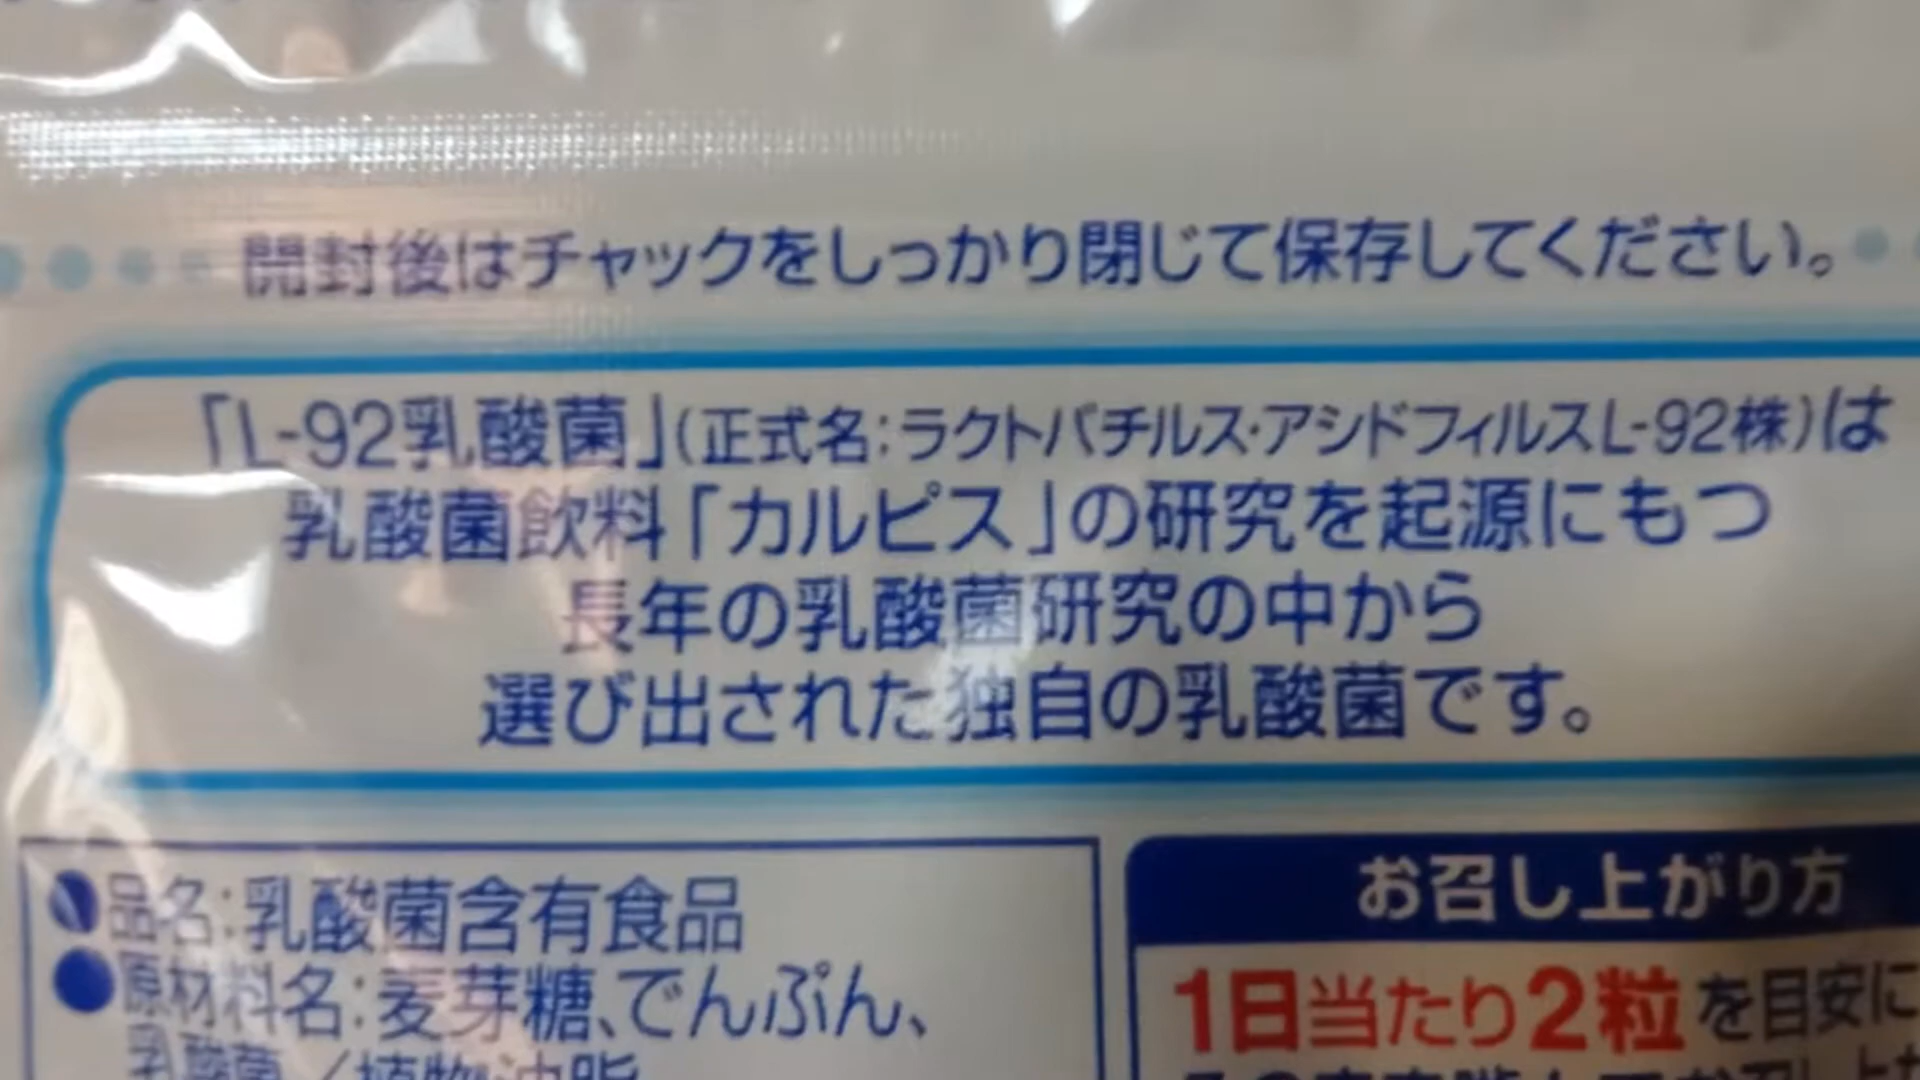 開封後はチャックをしっかり閉じて保存してください。
「L-92乳酸菌」(正式名:ラクトバチルス・アシドフィルスL-92株)は
乳酸菌飲料「カルピス」の研究を起源にもつ
長年の乳酸菌研究の中から
選び出された独自の乳酸菌です。
●品名:乳酸菌含有食品
●原材料名:麦芽糖、でんぷん、
乳酸菌/植物油脂
お召し上がり方
1日当たり2粒を目安に